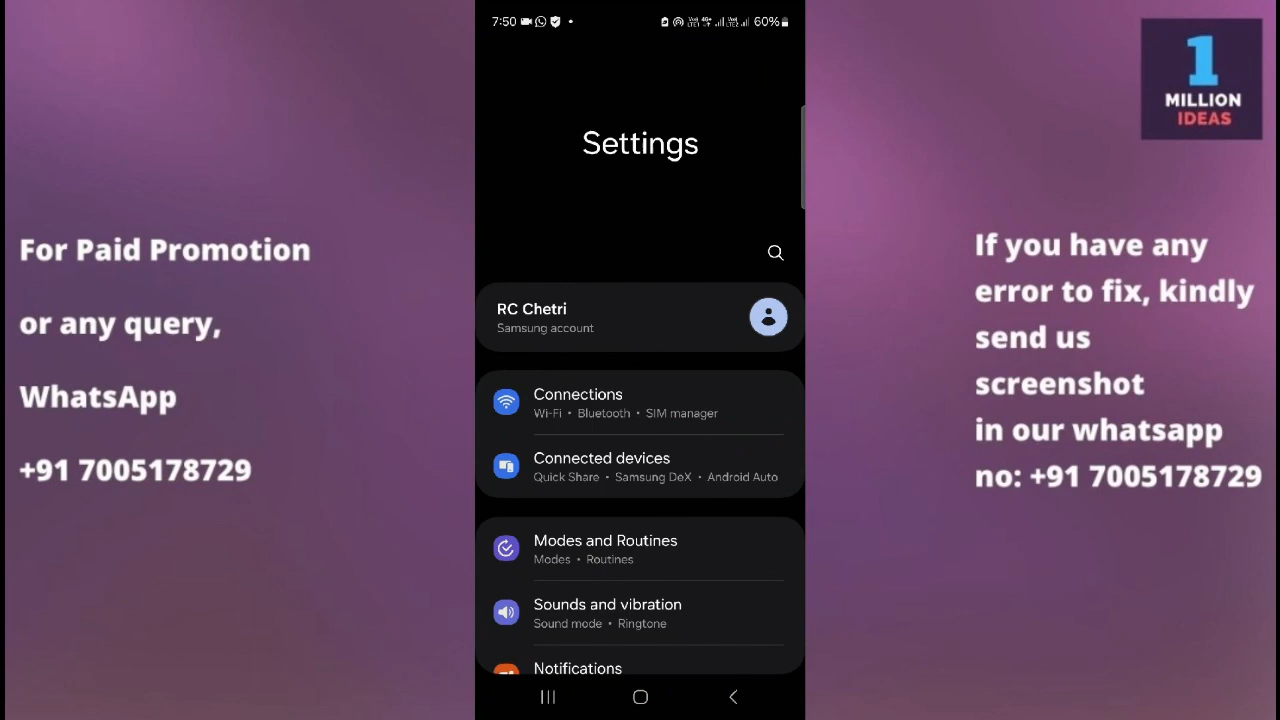 For Paid Promotion
or any query,
WhatsApp
+91 7005178729
7:50
60%
Settings
RC Chetri
Samsung account
Connections
Wi-Fi • Bluetooth • SIM manager
Connected devices
Quick Share • Samsung DeX • Android Auto
Modes and Routines
Modes • Routines
Sounds and vibration
Sound mode • Ringtone
Notifications
1
MILLION
IDEAS
If you have any
error to fix, kindly
send us
screenshot
in our whatsapp
no: +91 7005178729